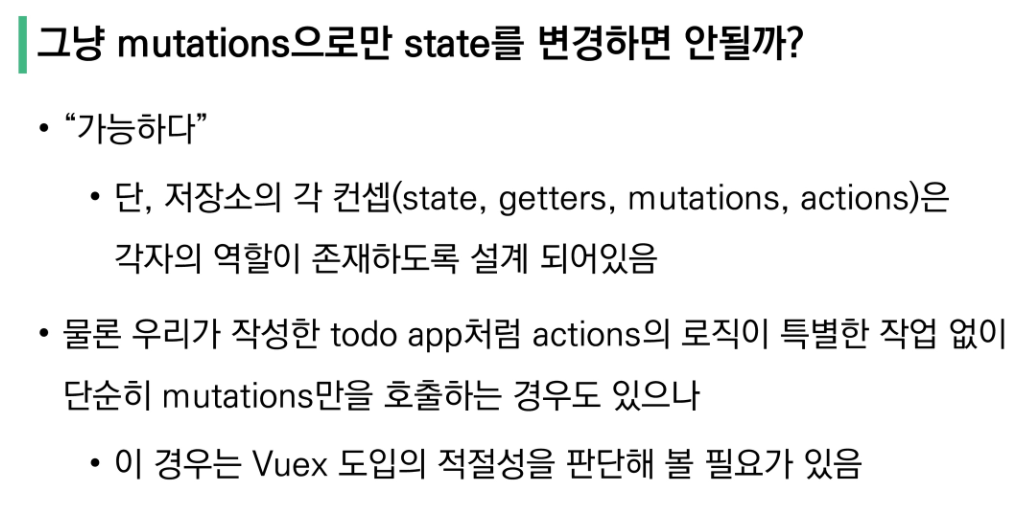 그냥 mutations으로만 state를 변경하면 안될까?
• “가능하다”
• 단, 저장소의 각 컨셉(state, getters, mutations, actions)은
각자의 역할이 존재하도록 설계 되어있음
• 물론 우리가 작성한 todo app처럼 actions의 로직이 특별한 작업 없이
단순히 mutations만을 호출하는 경우도 있으나
• 이 경우는 Vuex 도입의 적절성을 판단해 볼 필요가 있음